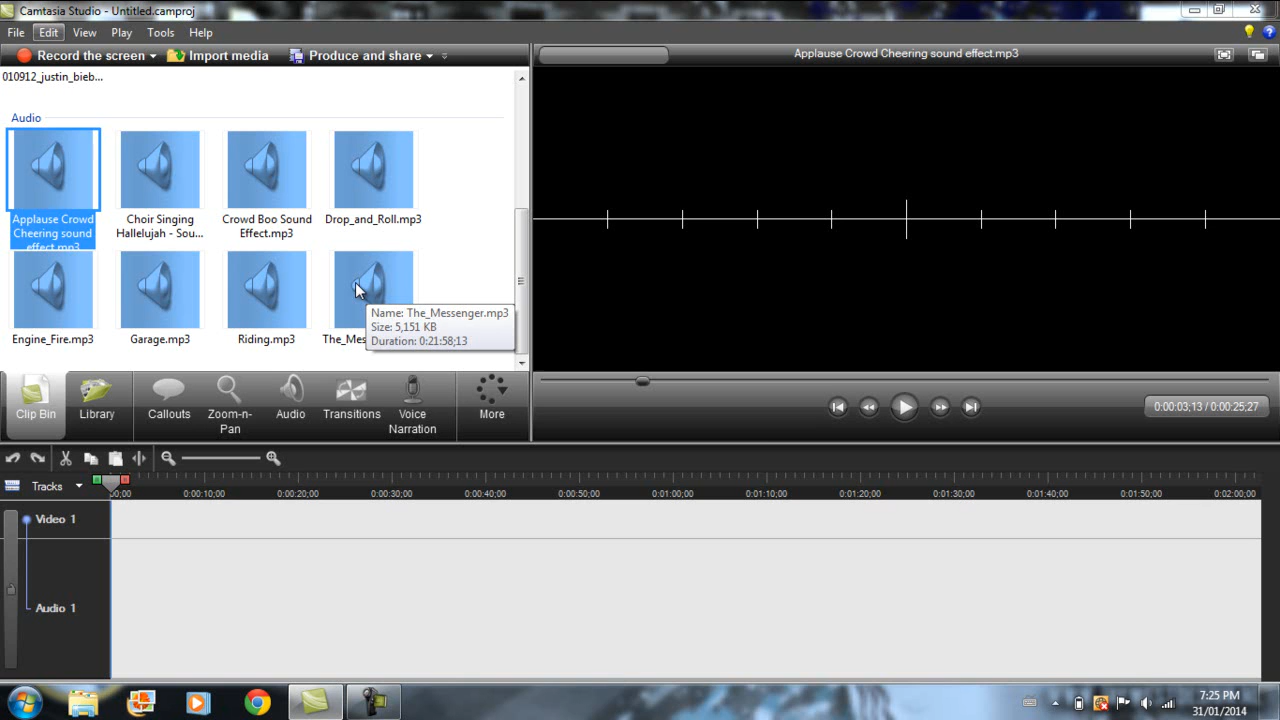 Camtasia Studio - Untitled.camproj
File Edit View Play Tools Help
Record the screen Import media Produce and share
Applause Crowd Cheering sound effect.mp3
010912_justin_bieb...
Audio
Applause Crowd
Cheering sound
effect.mp3
Choir Singing
Hallelujah - Sou...
Crowd Boo Sound
Effect.mp3
Drop_and_Roll.mp3
Engine_Fire.mp3
Garage.mp3
Riding.mp3
The_Mes
Name: The_Messenger.mp3
Size: 5,151 KB
Duration: 0:21:58;13
Clip Bin
Library
Callouts
Zoom-n-
Pan
Audio
Transitions
Voice
Narration
More
0:00:03;13 / 0:00:25;27
Tracks
00;00 0:00:10;00 0:00:20;00 0:00:30;00 0:00:40;00 0:00:50;00 0:01:00;00 0:01:10;00 0:01:20;00 0:01:30;00 0:01:40;00 0:01:50;00 0:02:00;00
Video 1
Audio 1
7:25 PM
31/01/2014